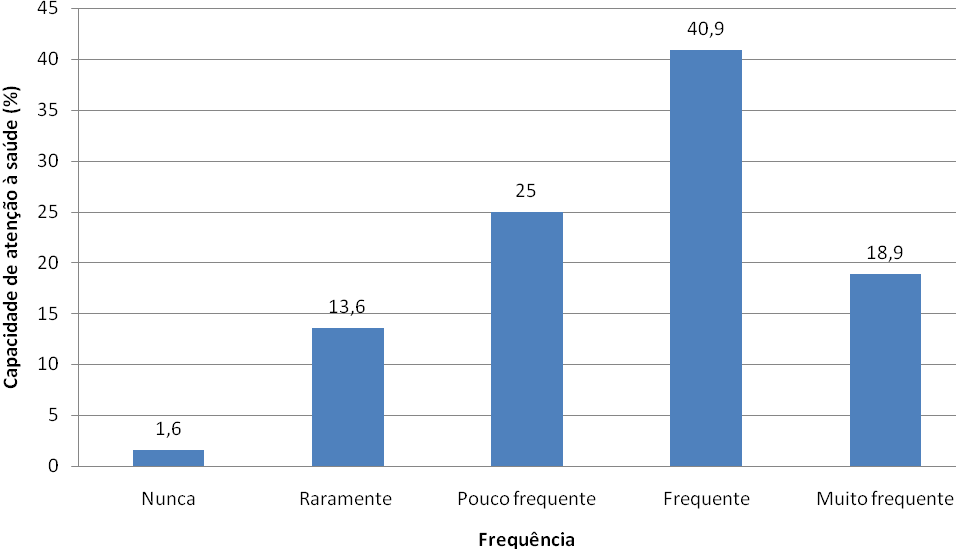 Capacidade de atenção à saúde (%)
45
40
35
30
25
20
15
10
5
0
1,6
13,6
25
40,9
18,9
Nunca
Raramente
Pouco frequente
Frequente
Muito frequente
Frequência